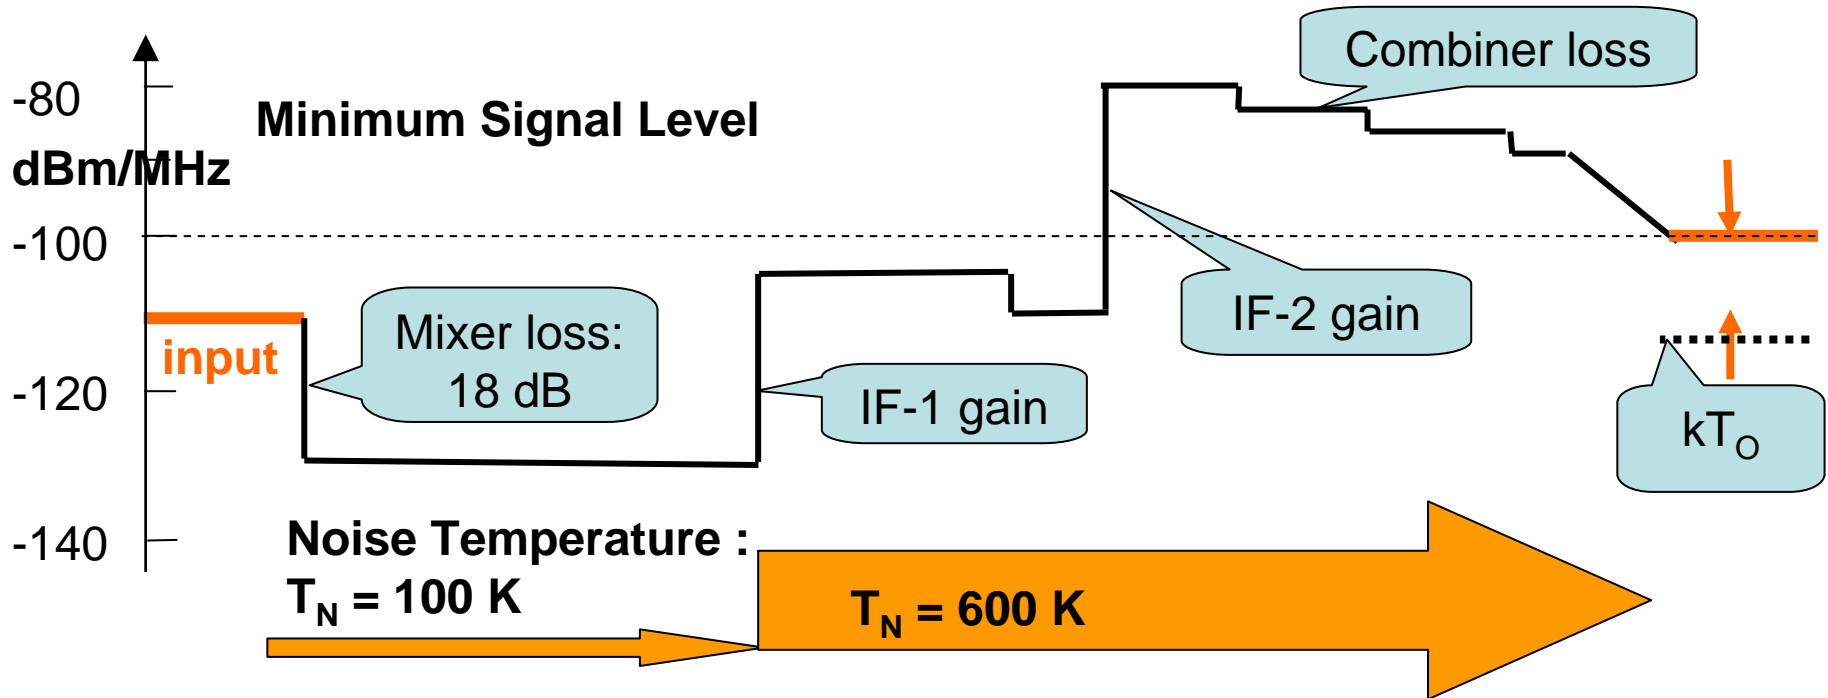 -80
dBm/MHz
-100
-120
-140
Minimum Signal Level
Combiner loss
input
Mixer loss:
18 dB
IF-1 gain
IF-2 gain
kTO
Noise Temperature :
TN = 100 K
TN = 600 K